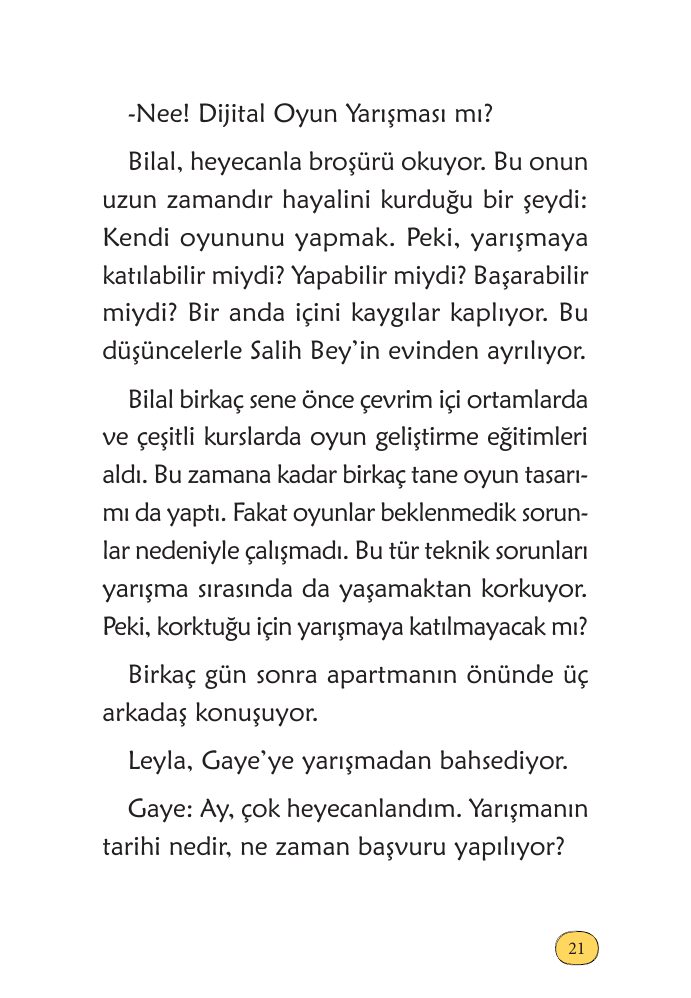 -Nee! Dijital Oyun Yarışması mı?
Bilal, heyecanla broşürü okuyor. Bu onun
uzun zamandır hayalini kurduğu bir şeydi:
Kendi oyununu yapmak. Peki, yarışmaya
katılabilir miydi? Yapabilir miydi? Başarabilir
miydi? Bir anda içini kaygılar kaplıyor. Bu
düşüncelerle Salih Bey’in evinden ayrılıyor.
Bilal birkaç sene önce çevrim içi ortamlarda
ve çeşitli kurslarda oyun geliştirme eğitimleri
aldı. Bu zamana kadar birkaç tane oyun tasarı-
mı da yaptı. Fakat oyunlar beklenmedik sorun-
lar nedeniyle çalışmadı. Bu tür teknik sorunları
yarışma sırasında da yaşamaktan korkuyor.
Peki, korktuğu için yarışmaya katılmayacak mı?
Birkaç gün sonra apartmanın önünde üç
arkadaş konuşuyor.
Leyla, Gaye’ye yarışmadan bahsediyor.
Gaye: Ay, çok heyecanlandım. Yarışmanın
tarihi nedir, ne zaman başvuru yapılıyor?
21